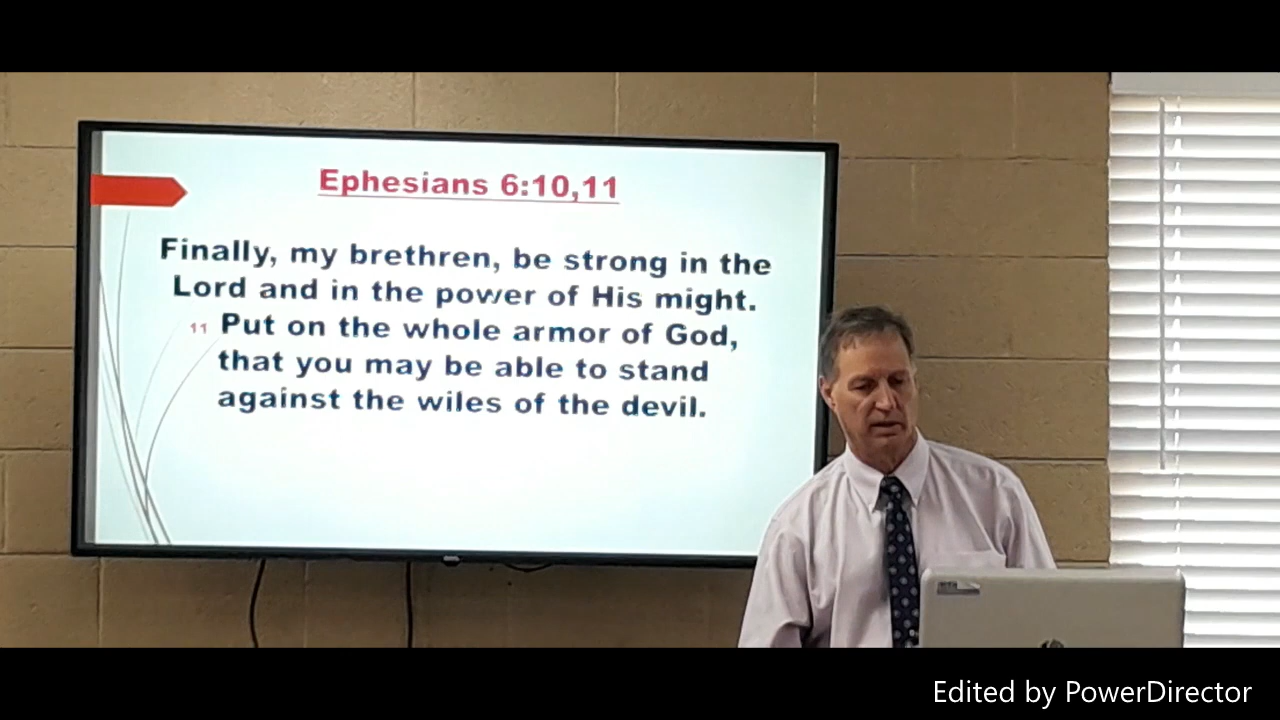 Ephesians 6:10,11
Finally, my brethren, be strong in the
Lord and in the power of His might.
11 Put on the whole armor of God,
that you may be able to stand
against the wiles of the devil.
Edited by PowerDirector